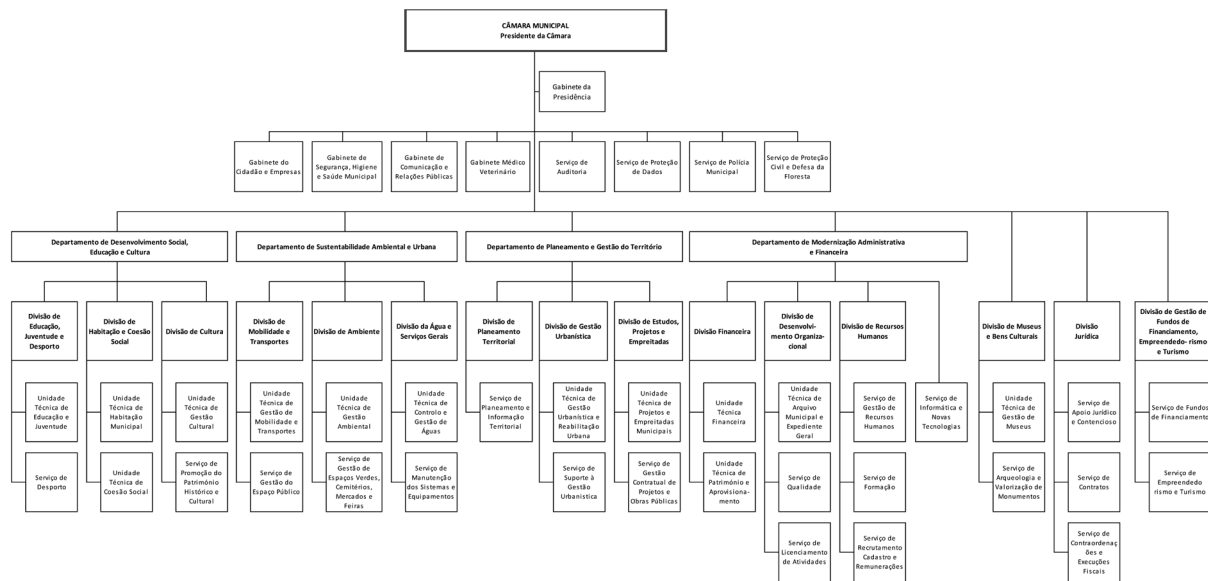 CÂMARA MUNICIPAL
Presidente da Câmara
Gabinete da
Presidência
Gabinete do
Cidadão e Empresas
Gabinete de
Segurança, Higiene
e Saúde Municipal
Gabinete de
Comunicação e
Relações Públicas
Gabinete Médico
Veterinário
Serviço de
Auditoria
Serviço de Proteção
de Dados
Serviço de Polícia
Municipal
Serviço de Proteção
Civil e Defesa da
Floresta
Departamento de Desenvolvimento Social,
Educação e Cultura
Departamento de Sustentabilidade Ambiental e Urbana
Departamento de Planeamento e Gestão do Território
Departamento de Modernização Administrativa
e Financeira
Divisão de
Educação,
Juventude e
Desporto
Divisão de
Habitação e Coesão
Social
Divisão de Cultura
Divisão de
Mobilidade e
Transportes
Divisão de Ambiente
Divisão da Água e
Serviços Gerais
Divisão de
Planeamento
Territorial
Divisão de Gestão
Urbanística
Divisão de Estudos,
Projetos e
Empreitadas
Divisão Financeira
Divisão de
Desenvolvi-
mento Organiza-
cional
Divisão de Recursos
Humanos
Divisão de Museus
e Bens Culturais
Divisão
Jurídica
Divisão de Gestão de
Fundos de
Financiamento,
Empreendedo- rismo
e Turismo
Unidade
Técnica de
Educação e
Juventude
Unidade
Técnica de
Habitação
Municipal
Unidade
Técnica de
Gestão
Cultural
Unidade
Técnica de
Gestão de
Mobilidade e
Transportes
Unidade
Técnica de
Gestão
Ambiental
Unidade
Técnica de
Controlo e
Gestão de
Águas
Serviço de
Planeamento e
Informação
Territorial
Unidade
Técnica de
Gestão
Urbanística e
Reabilitação
Urbana
Unidade
Técnica de
Projetos e
Empreitadas
Municipais
Unidade
Técnica
Financeira
Unidade
Técnica de
Arquivo
Municipal e
Expediente
Geral
Serviço de
Gestão de
Recursos
Humanos
Serviço de
Informática e
Novas
Tecnologias
Unidade
Técnica de
Gestão de
Museus
Serviço de
Apoio Jurídico
e Contencioso
Serviço de Fundos
de Financiamento
Serviço de
Desporto
Unidade
Técnica de
Coesão Social
Serviço de
Promoção do
Património
Histórico e
Cultural
Serviço de
Gestão do
Espaço Público
Serviço de
Gestão de
Espaços Verdes,
Cemitérios,
Mercados e
Feiras
Serviço de
Manutenção
dos Sistemas e
Equipamentos
Serviço de
Suporte à
Gestão
Urbanistica
Serviço de
Gestão
Contratual de
Projetos e
Obras Públicas
Unidade
Técnica de
Património e
Aprovisiona-
mento
Serviço de
Qualidade
Serviço de
Formação
Serviço de
Arqueologia e
Valorização de
Monumentos
Serviço de
Contratos
Serviço de
Empreendedo
rismo e Turismo
Serviço de
Licenciamento
de Atividades
Serviço de
Recrutamento
Cadastro e
Remunerações
Serviço de
Contraordenaç
ões e
Execuções
Fiscais